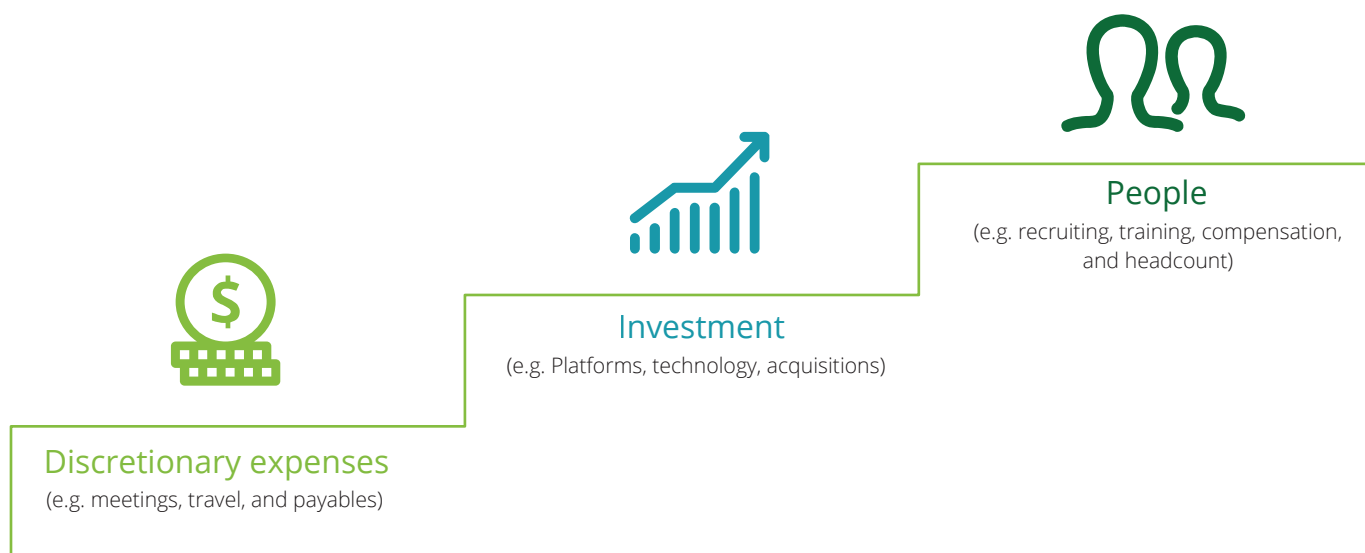 $
People
(e.g. recruiting, training, compensation,
and headcount)
Investment
(e.g. Platforms, technology, acquisitions)
Discretionary expenses
(e.g. meetings, travel, and payables)